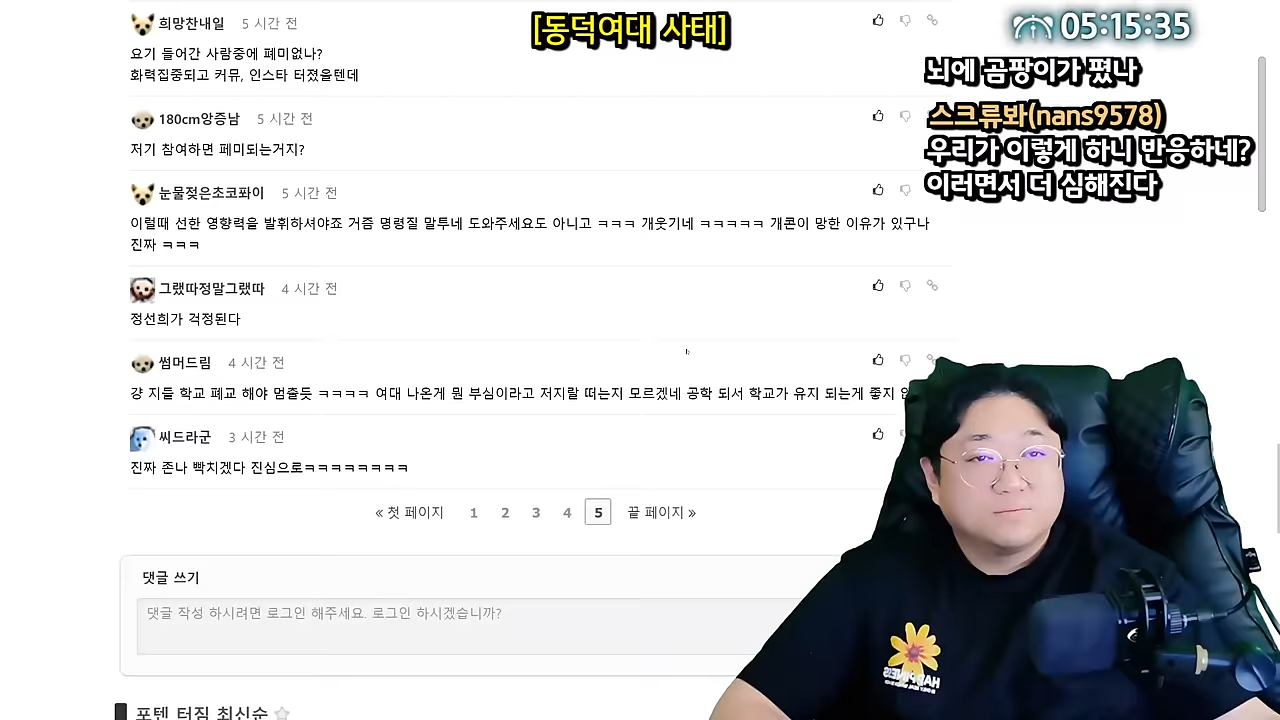 [동덕여대 사태]
05:15:35
뇌에 곰팡이가 폈나
스크류봐(nans9578)
우리가 이렇게 하니 반응하네?
이러면서 더 심해진다
희망찬내일 5 시간 전
요기 들어간 사람중에 폐미없나?
화력집중되고 커뮤, 인스타 터졌을텐데
180cm앙증남 5 시간 전
저기 참여하면 페미되는거지?
눈물젖은초코퐈이 5 시간 전
이럴때 선한 영향력을 발휘하셔야죠 거즘 명령질 말투네 도와주세요도 아니고 ㅋㅋㅋ 개웃기네 ㅋㅋㅋㅋㅋ 개콘이 망한 이유가 있구나
진짜 ㅋㅋㅋ
그랬따정말그랬따 4 시간 전
정선희가 걱정된다
썸머드림 4 시간 전
걍 지들 학교 폐교 해야 멈출듯 ㅋㅋㅋㅋ 여대 나온게 뭔 부심이라고 저지랄 떠는지 모르겠네 공학 되서 학교가 유지 되는게 좋지
씨드라군 3 시간 전
진짜 존나 빡치겠다 진심으로ㅋㅋㅋㅋㅋㅋㅋㅋ
« 첫 페이지 1 2 3 4 5 끝 페이지 »
댓글 쓰기
댓글 작성 하시려면 로그인 해주세요. 로그인 하시겠습니까?
포텐 터짐 최신순
HAPPINESS